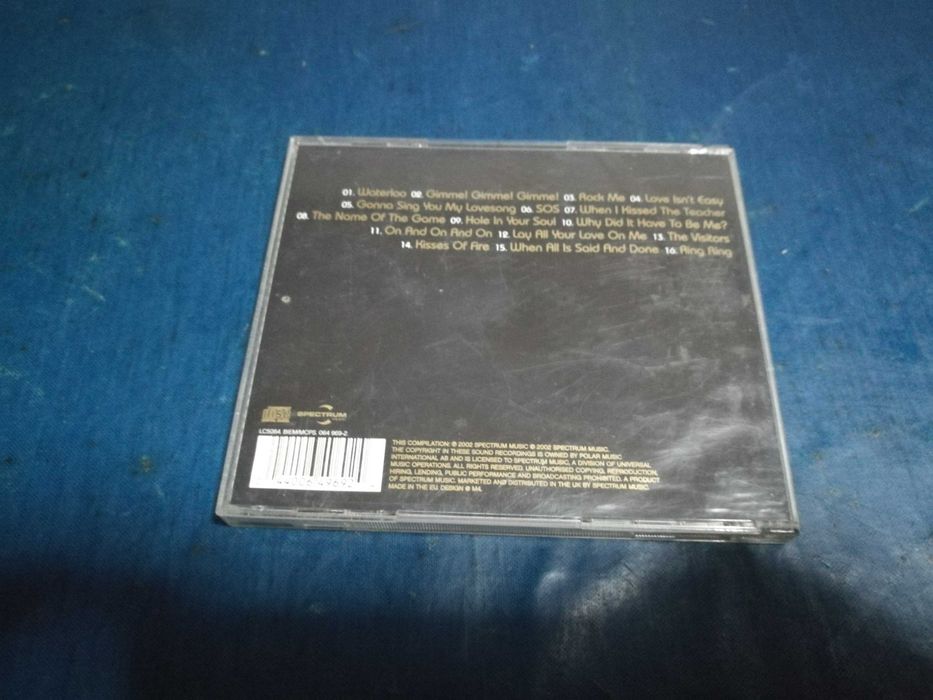 01. Waterloo 02. Gimme! Gimme! Gimme! 03. Rock Me 04. Love Isn't Easy
05. Gonna Sing You My Lovesong 06. SOS 07. When I Kissed The Teacher
08. The Name Of The Game 09. Hole In Your Soul 10. Why Did It Have To Be Me?
11. On And On And On 12. Lay All Your Love On Me 13. The Visitors
14. Kisses Of Fire 15. When All Is Said And Done 16. Ring Ring
SPECTRUM
LC5064. BIEM/MCPS. 064 969-2
THIS COMPILATION: ℗ 2002 SPECTRUM MUSIC © 2002 SPECTRUM MUSIC.
THE COPYRIGHT IN THESE SOUND RECORDINGS IS OWNED BY POLAR MUSIC
INTERNATIONAL AB AND IS LICENSED TO SPECTRUM MUSIC, A DIVISION OF UNIVERSAL
MUSIC OPERATIONS. ALL RIGHTS RESERVED. UNAUTHORISED COPYING, REPRODUCTION,
HIRING, LENDING, PUBLIC PERFORMANCE AND BROADCASTING PROHIBITED. A PRODUCT
OF SPECTRUM MUSIC. MARKETED AND DISTRIBUTED IN THE UK BY SPECTRUM MUSIC.
MADE IN THE EU. DESIGN @ M4.